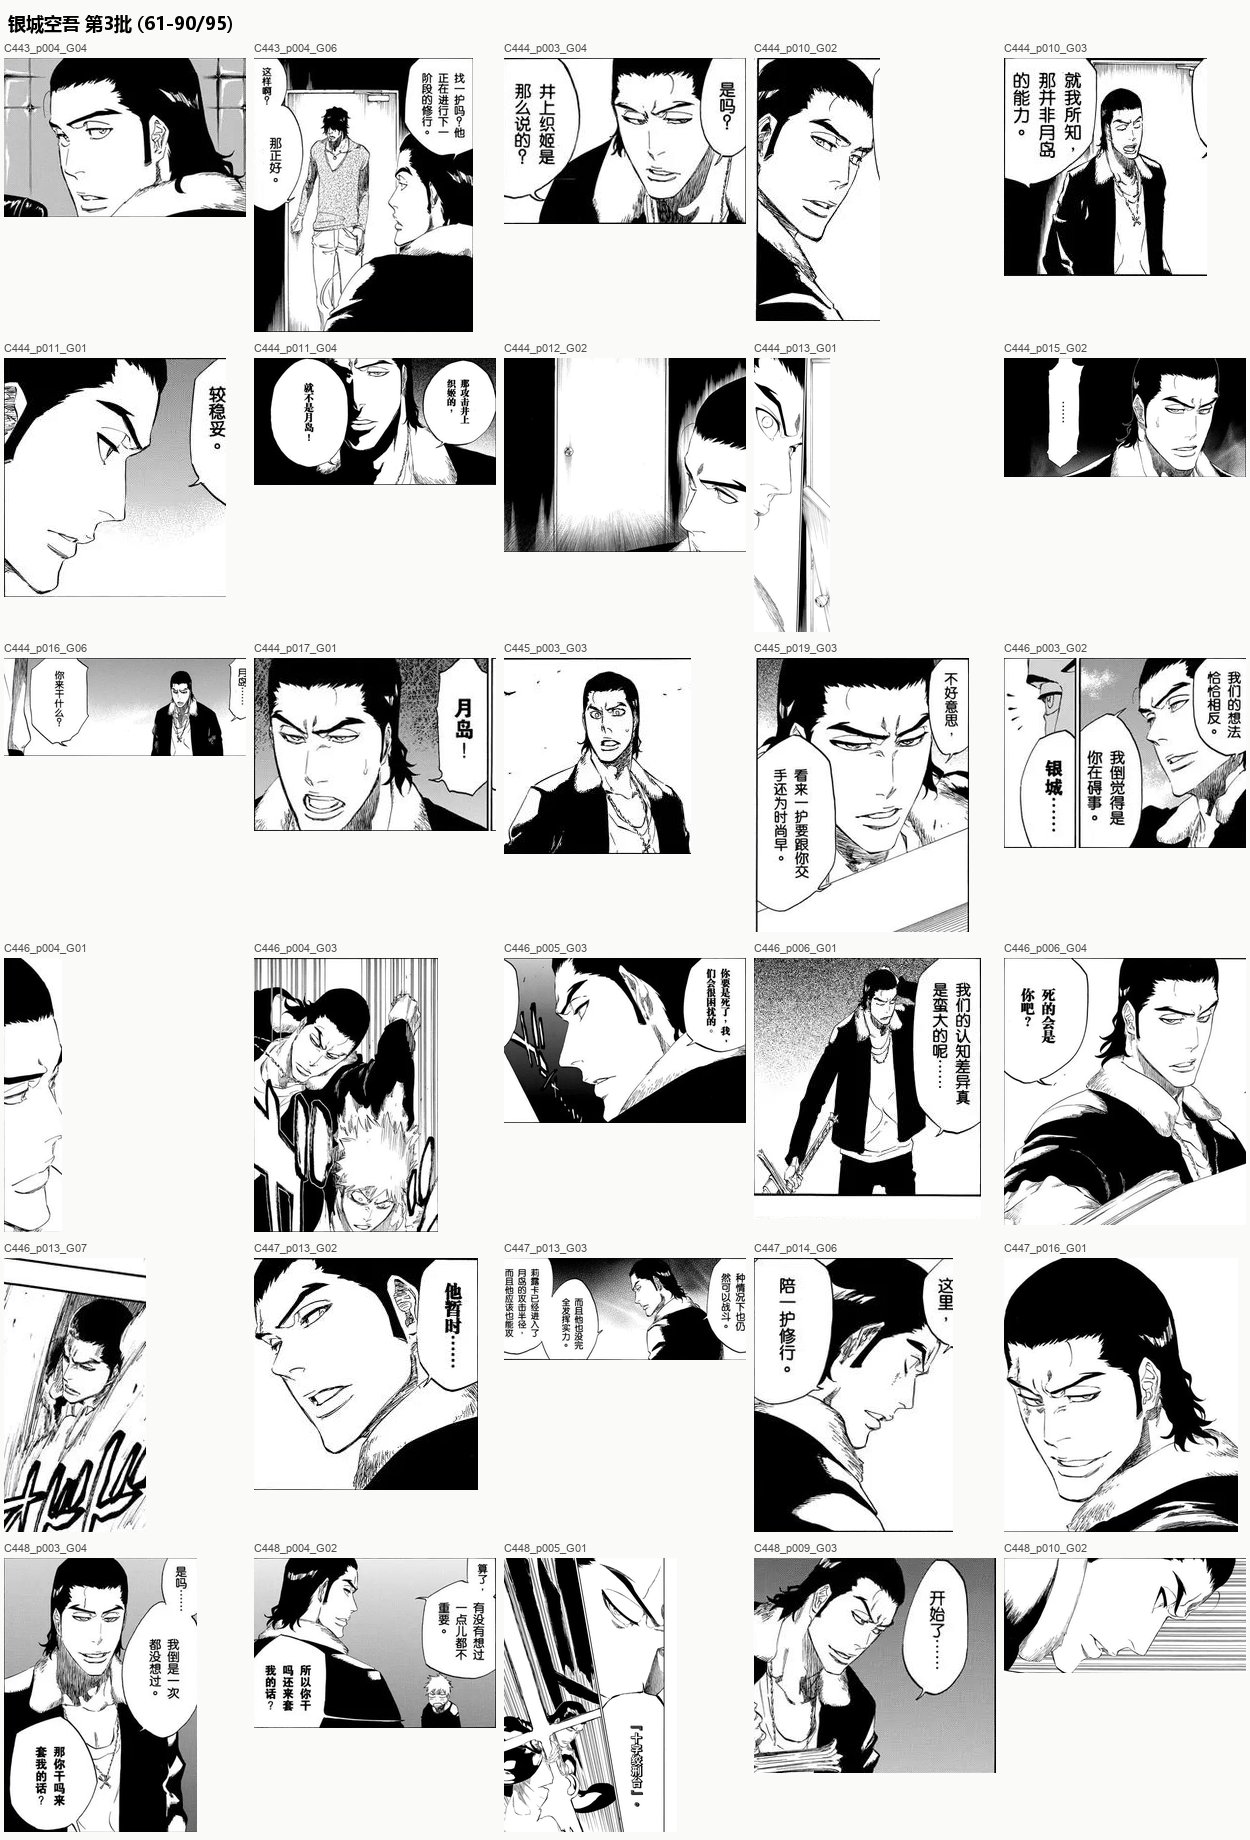 银城空吾 第3批 (61-90/95)
C443_p004_G04
C443_p004_G06
找一护吗？他
正在进行下一
阶段的修行。
这样啊？
那正好。
C444_p003_G04
是吗？
井上织姬是
那么说的？
C444_p010_G02
C444_p010_G03
就我所知，
那并非月岛
的能力。
C444_p011_G01
较稳妥。
C444_p011_G04
那攻击井上
织姬的，
就不是月岛！
C444_p012_G02
C444_p013_G01
C444_p015_G02
……
C444_p016_G06
月岛……
你来干什么？
C444_p017_G01
月岛！
C445_p003_G03
C445_p019_G03
不好意思，
看来一护要跟你交
手还为时尚早。
C446_p003_G02
我们的想法
恰恰相反。
我倒觉得是
你在碍事。
银城……
C446_p004_G01
C446_p004_G03
C446_p005_G03
你要是死了，我，
们会很困扰的。
C446_p006_G01
我们的认知差异真
是蛮大的呢……
C446_p006_G04
死的会是
你吧？
C446_p013_G07
C447_p013_G02
他暂时……
C447_p013_G03
种情况下也仍
然可以战斗。
而且他也没完
全发挥实力。
莉露卡已经进入了
月岛的攻击半径，
而且他应该也能攻
C447_p014_G06
这里，
陪一护修行。
C447_p016_G01
C448_p003_G04
是吗……
我倒是一次
都没想过。
那你干吗来
套我的话？
C448_p004_G02
算了，
有没有想过
一点儿都不
重要。
所以你干
吗还来套
我的话？
C448_p005_G01
『十字绞刑台』。
C448_p009_G03
开始了……
C448_p010_G02